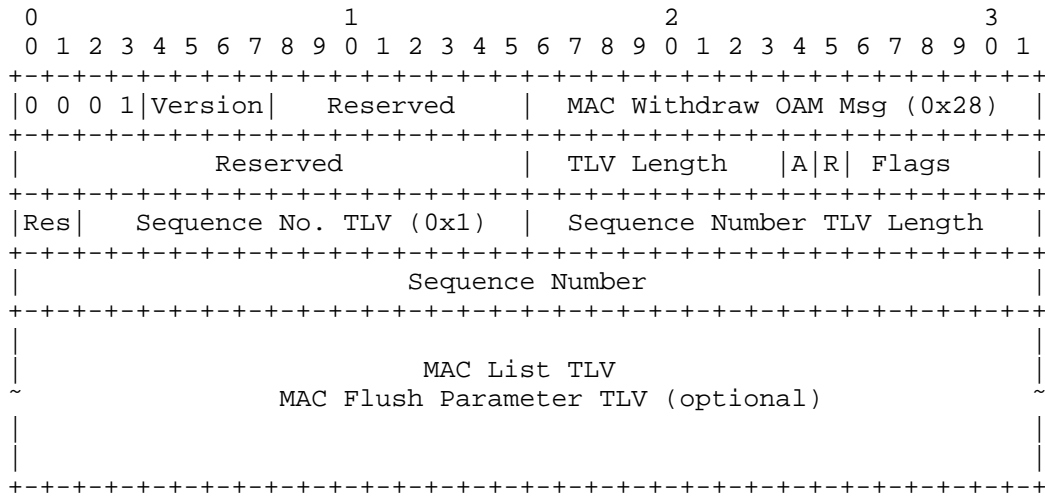 0                   1                   2                   3
 0 1 2 3 4 5 6 7 8 9 0 1 2 3 4 5 6 7 8 9 0 1 2 3 4 5 6 7 8 9 0 1
+-+-+-+-+-+-+-+-+-+-+-+-+-+-+-+-+-+-+-+-+-+-+-+-+-+-+-+-+-+-+-+-+
|0 0 0 1|Version|   Reserved    |  MAC Withdraw OAM Msg (0x28)  |
+-+-+-+-+-+-+-+-+-+-+-+-+-+-+-+-+-+-+-+-+-+-+-+-+-+-+-+-+-+-+-+-+
|            Reserved           |  TLV Length   |A|R| Flags     |
+-+-+-+-+-+-+-+-+-+-+-+-+-+-+-+-+-+-+-+-+-+-+-+-+-+-+-+-+-+-+-+-+
|Res|   Sequence No. TLV (0x1)  |  Sequence Number TLV Length   |
+-+-+-+-+-+-+-+-+-+-+-+-+-+-+-+-+-+-+-+-+-+-+-+-+-+-+-+-+-+-+-+-+
|                        Sequence Number                        |
+-+-+-+-+-+-+-+-+-+-+-+-+-+-+-+-+-+-+-+-+-+-+-+-+-+-+-+-+-+-+-+-+
|                                                               |
|                         MAC List TLV                          |
~                MAC Flush Parameter TLV (optional)             ~
|                                                               |
|                                                               |
+-+-+-+-+-+-+-+-+-+-+-+-+-+-+-+-+-+-+-+-+-+-+-+-+-+-+-+-+-+-+-+-+